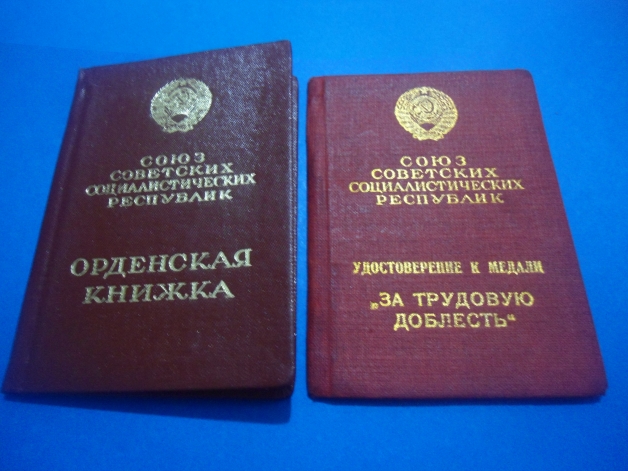 СОЮЗ
СОВЕТСКИХ
СОЦИАЛИСТИЧЕСКИХ
РЕСПУБЛИК
ОРДЕНСКАЯ
КНИЖКА
СОЮЗ
СОВЕТСКИХ
СОЦИАЛИСТИЧЕСКИХ
РЕСПУБЛИК
УДОСТОВЕРЕНИЕ К МЕДАЛИ
„ЗА ТРУДОВУЮ
ДОБЛЕСТЬ“